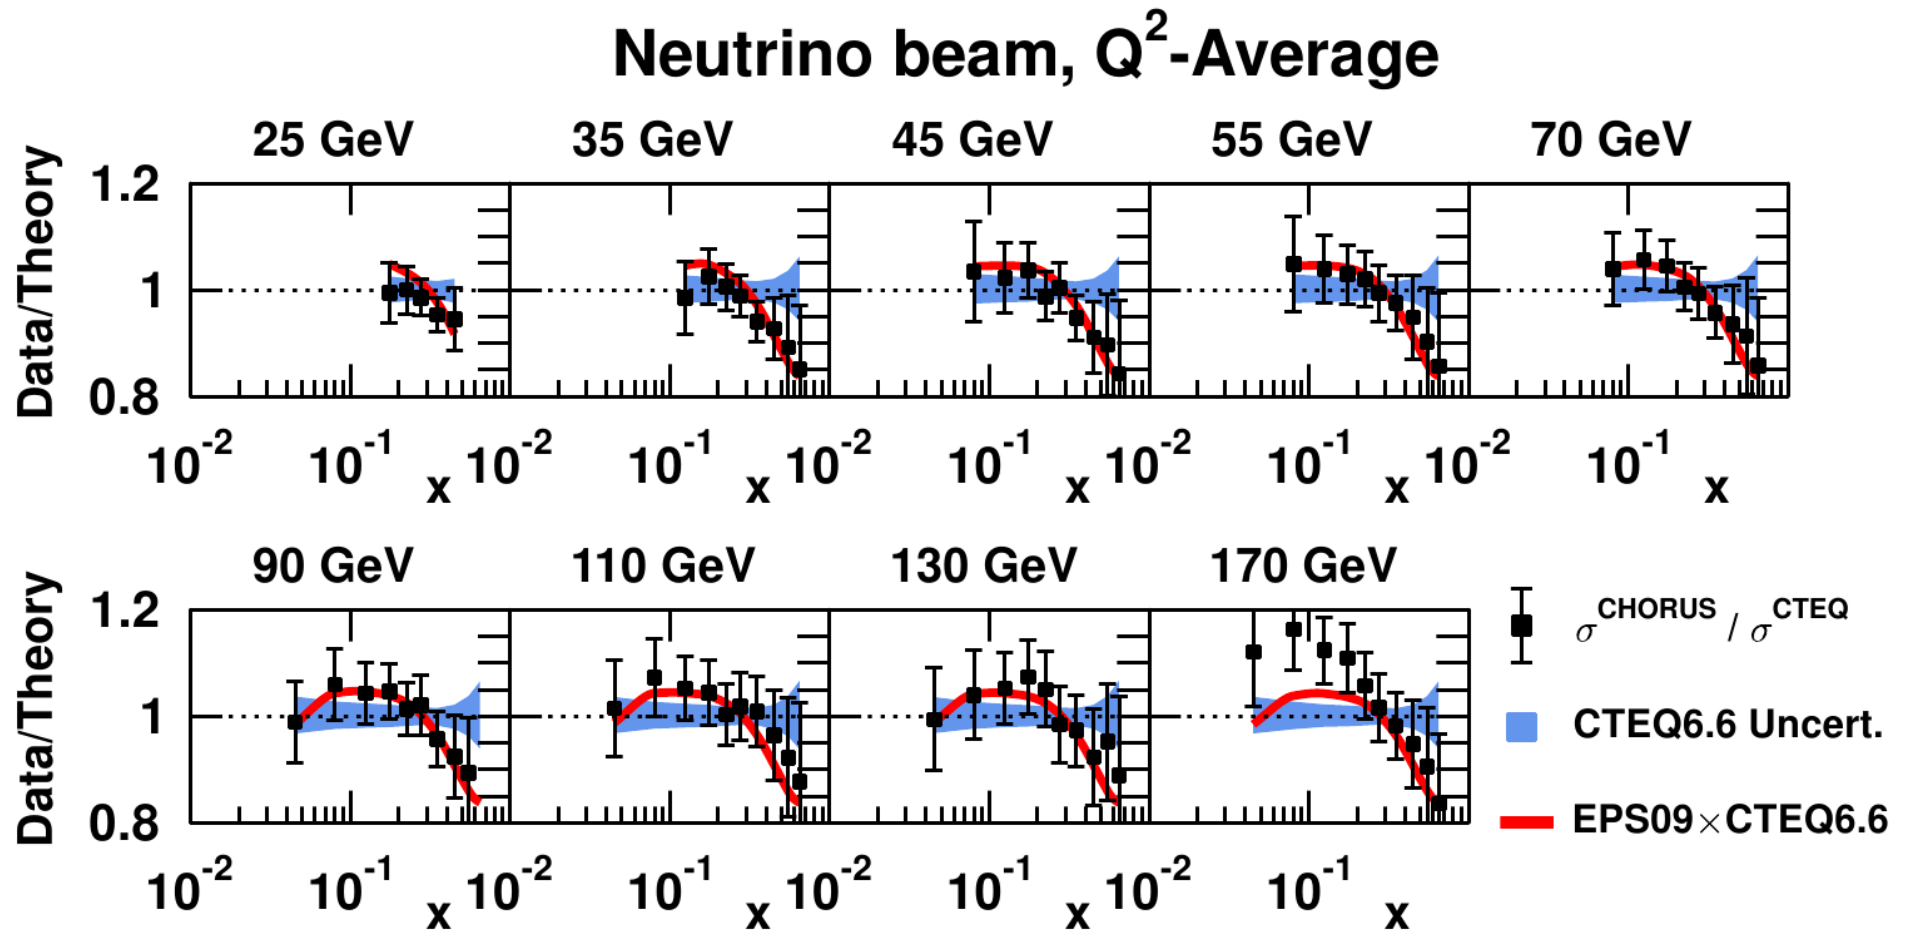 Neutrino beam, Q²-Average
25 GeV 35 GeV 45 GeV 55 GeV 70 GeV
Data/Theory
1.2
1
0.8
10⁻² 10⁻¹ x 10⁻² 10⁻¹ x 10⁻² 10⁻¹ x 10⁻² 10⁻¹ x 10⁻² 10⁻¹ x
90 GeV 110 GeV 130 GeV 170 GeV
Data/Theory
1.2
1
0.8
10⁻² 10⁻¹ x 10⁻² 10⁻¹ x 10⁻² 10⁻¹ x 10⁻² 10⁻¹ x
σ^CHORUS / σ^CTEQ
CTEQ6.6 Uncert.
EPS09×CTEQ6.6